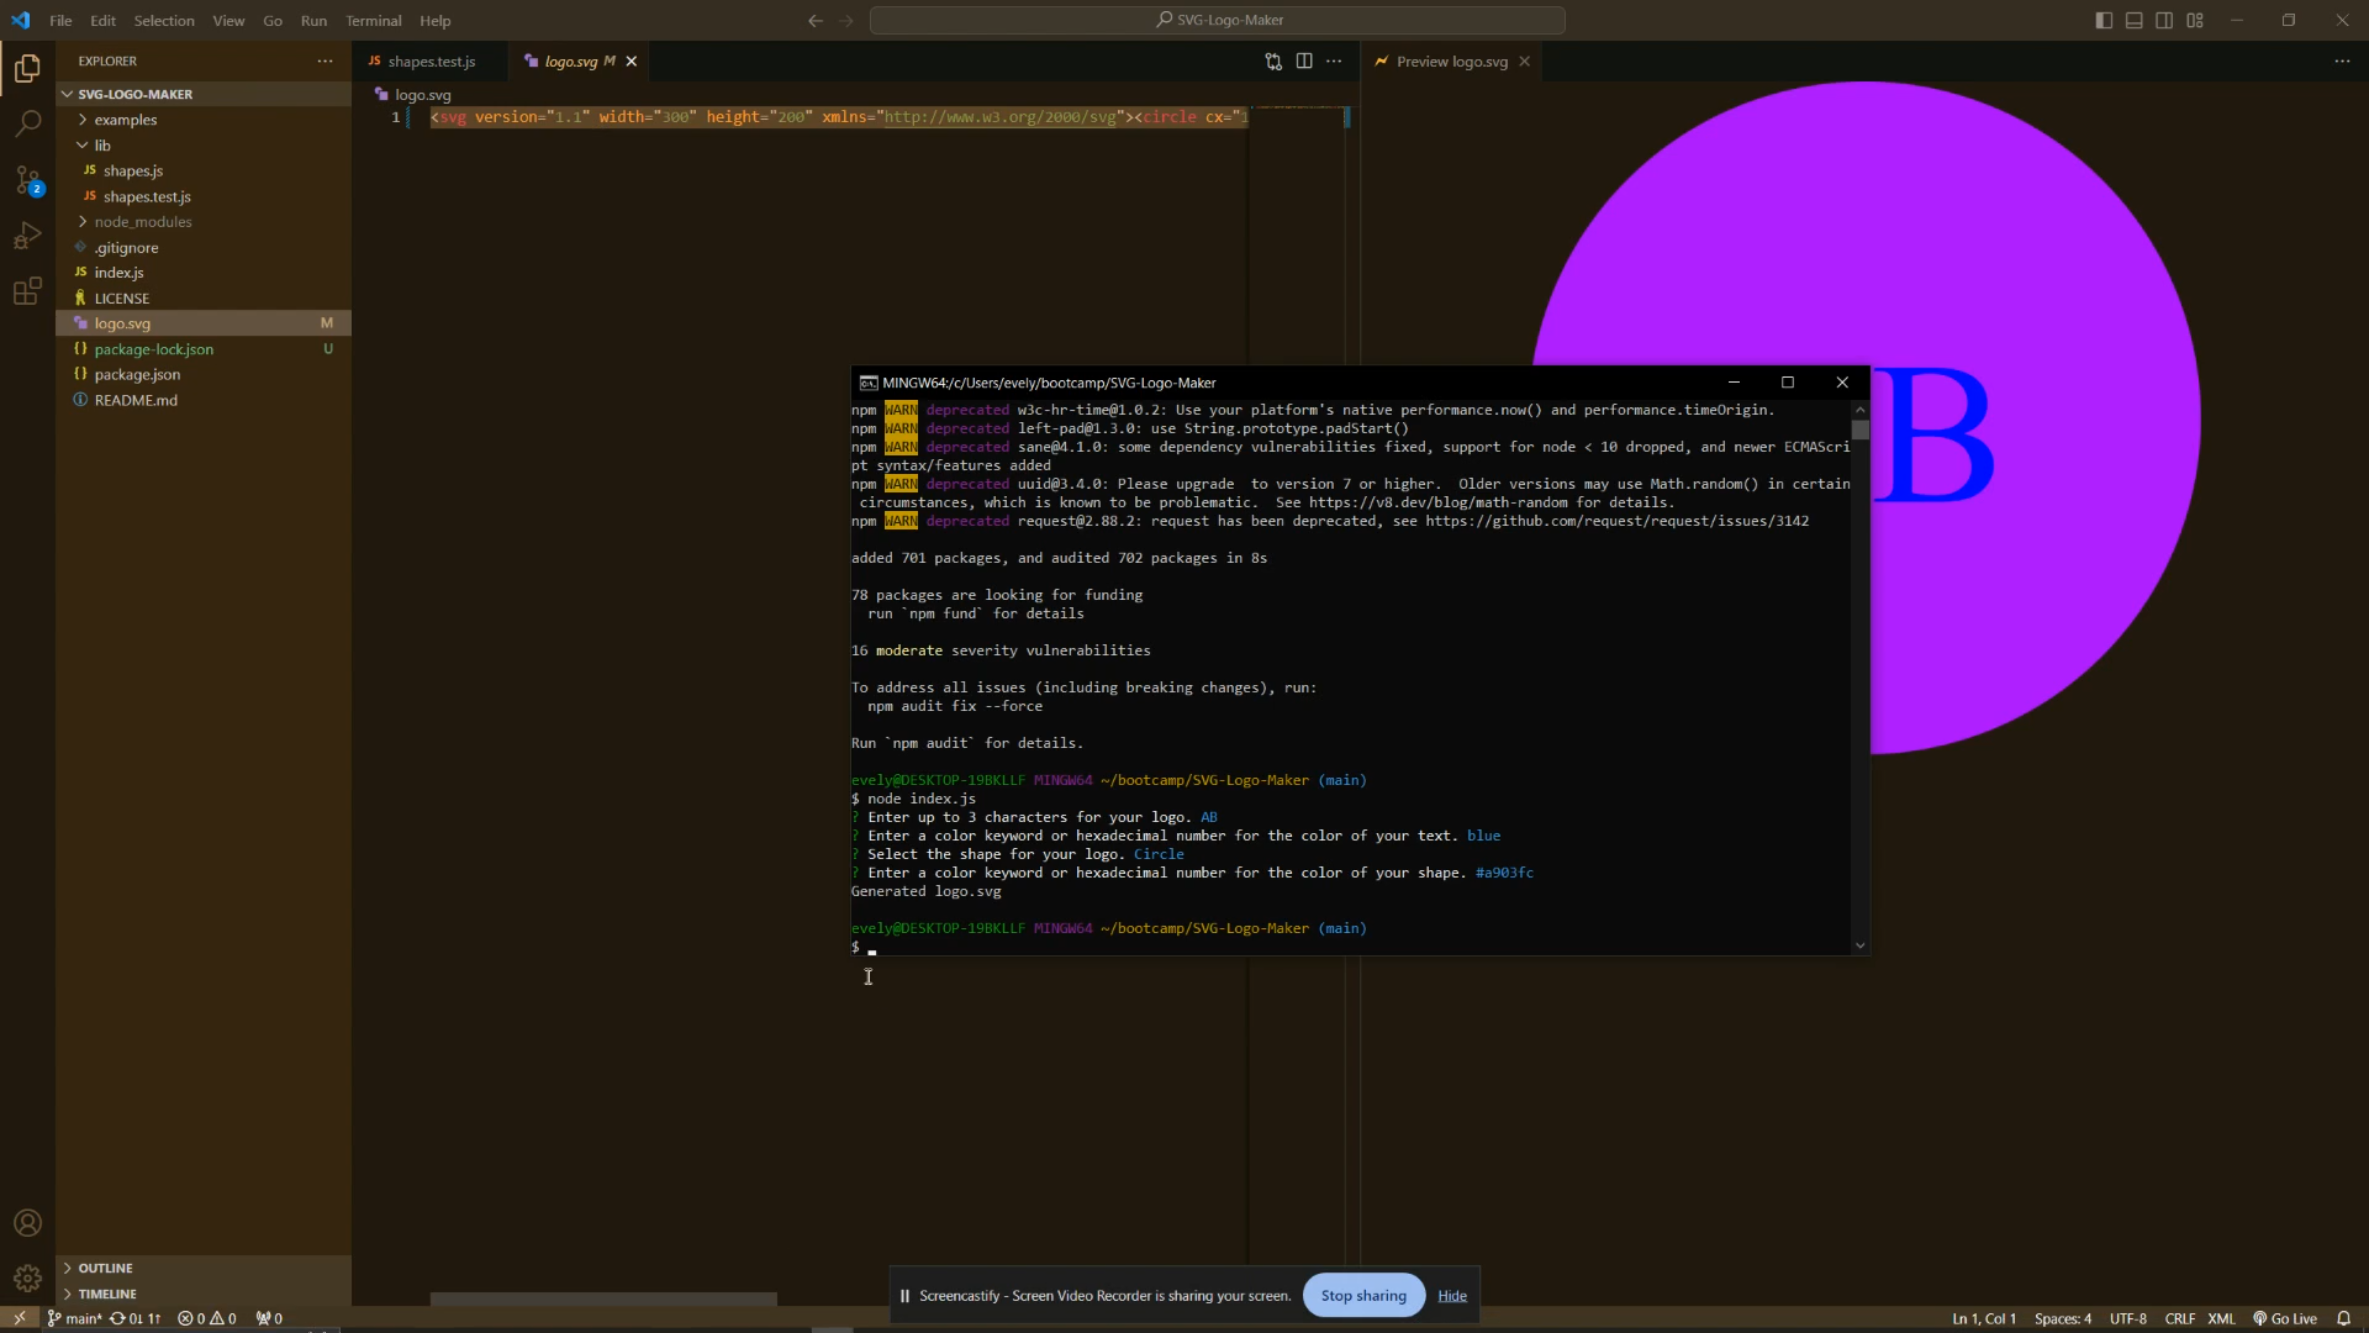 File Edit Selection View Go Run Terminal Help
SVG-Logo-Maker
EXPLORER
SVG-LOGO-MAKER
examples
lib
JS shapes.js
JS shapes.test.js
node_modules
.gitignore
JS index.js
LICENSE
logo.svg M
{} package-lock.json U
{} package.json
README.md
OUTLINE
TIMELINE
JS shapes.test.js
logo.svg M
logo.svg
1 <svg version="1.1" width="300" height="200" xmlns="http://www.w3.org/2000/svg"><circle cx="1
Preview logo.svg
B
MINGW64:/c/Users/evely/bootcamp/SVG-Logo-Maker
npm WARN deprecated w3c-hr-time@1.0.2: Use your platform's native performance.now() and performance.timeOrigin.
npm WARN deprecated left-pad@1.3.0: use String.prototype.padStart()
npm WARN deprecated sane@4.1.0: some dependency vulnerabilities fixed, support for node < 10 dropped, and newer ECMAScri
pt syntax/features added
npm WARN deprecated uuid@3.4.0: Please upgrade  to version 7 or higher.  Older versions may use Math.random() in certain
circumstances, which is known to be problematic.  See https://v8.dev/blog/math-random for details.
npm WARN deprecated request@2.88.2: request has been deprecated, see https://github.com/request/request/issues/3142
added 701 packages, and audited 702 packages in 8s
78 packages are looking for funding
run `npm fund` for details
16 moderate severity vulnerabilities
To address all issues (including breaking changes), run:
npm audit fix --force
Run `npm audit` for details.
evely@DESKTOP-19BKLLF MINGW64 ~/bootcamp/SVG-Logo-Maker (main)
$ node index.js
? Enter up to 3 characters for your logo. AB
? Enter a color keyword or hexadecimal number for the color of your text. blue
? Select the shape for your logo. Circle
? Enter a color keyword or hexadecimal number for the color of your shape. #a903fc
Generated logo.svg
evely@DESKTOP-19BKLLF MINGW64 ~/bootcamp/SVG-Logo-Maker (main)
$
Screencastify - Screen Video Recorder is sharing your screen. Stop sharing Hide
2
main* 0↓ 1↑ 0 0 0
Ln 1, Col 1 Spaces: 4 UTF-8 CRLF XML Go Live